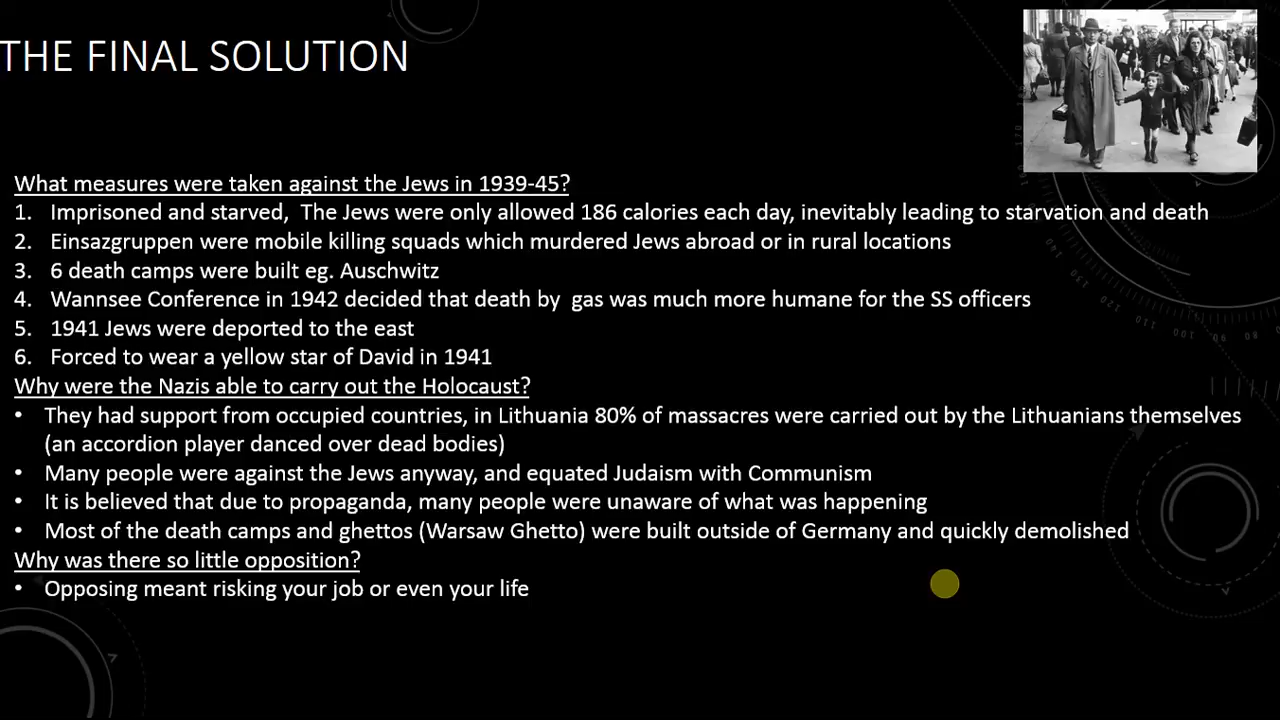 THE FINAL SOLUTION
What measures were taken against the Jews in 1939-45?
1. Imprisoned and starved, The Jews were only allowed 186 calories each day, inevitably leading to starvation and death
2. Einsazgruppen were mobile killing squads which murdered Jews abroad or in rural locations
3. 6 death camps were built eg. Auschwitz
4. Wannsee Conference in 1942 decided that death by gas was much more humane for the SS officers
5. 1941 Jews were deported to the east
6. Forced to wear a yellow star of David in 1941
Why were the Nazis able to carry out the Holocaust?
• They had support from occupied countries, in Lithuania 80% of massacres were carried out by the Lithuanians themselves
(an accordion player danced over dead bodies)
• Many people were against the Jews anyway, and equated Judaism with Communism
• It is believed that due to propaganda, many people were unaware of what was happening
• Most of the death camps and ghettos (Warsaw Ghetto) were built outside of Germany and quickly demolished
Why was there so little opposition?
• Opposing meant risking your job or even your life